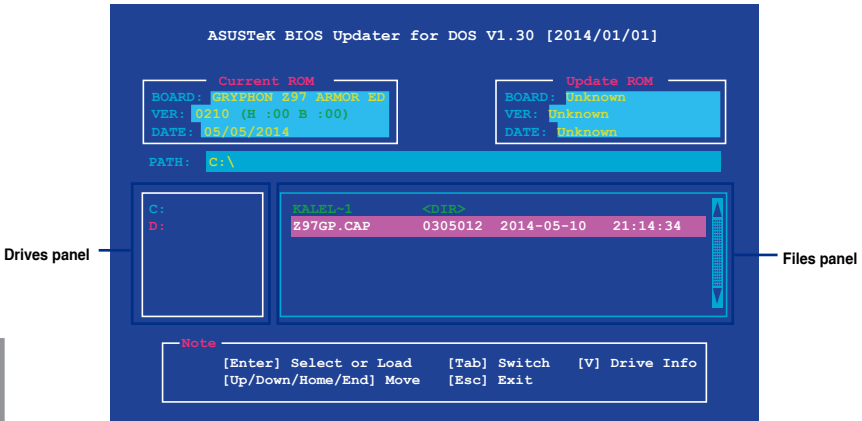 ASUSTeK BIOS Updater for DOS V1.30 [2014/01/01]
Current ROM
BOARD: GRYPHON Z97 ARMOR ED
VER: 0210 (H :00 B :00)
DATE: 05/05/2014
Update ROM
BOARD: Unknown
VER: Unknown
DATE: Unknown
PATH: C:\
C:
D:
KALEL~1 <DIR>
Z97GP.CAP 0305012 2014-05-10 21:14:34
Drives panel
Files panel
Note
[Enter] Select or Load [Tab] Switch [V] Drive Info
[Up/Down/Home/End] Move [Esc] Exit